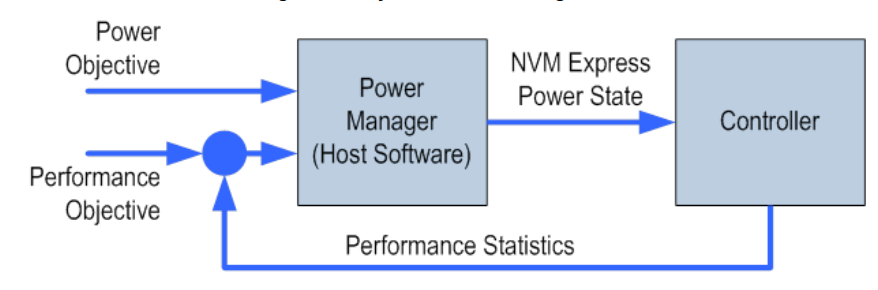 Power
Objective
Performance
Objective
Power
Manager
(Host Software)
NVM Express
Power State
Controller
Performance Statistics